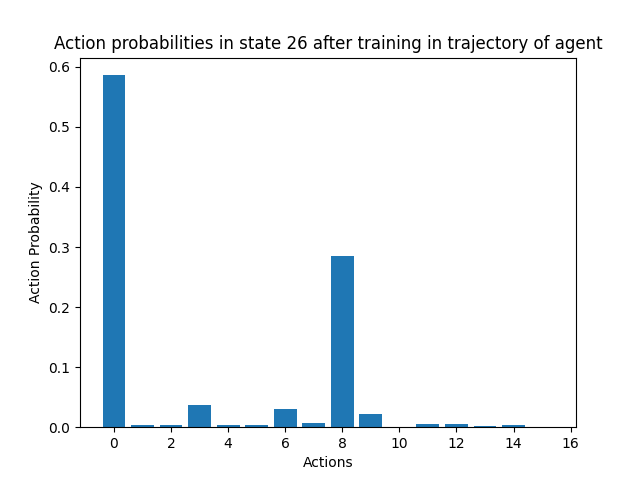 Action probabilities in state 26 after training in trajectory of agent
0.6
0.5
0.4
0.3
0.2
0.1
0.0
Action Probability
0 2 4 6 8 10 12 14 16
Actions